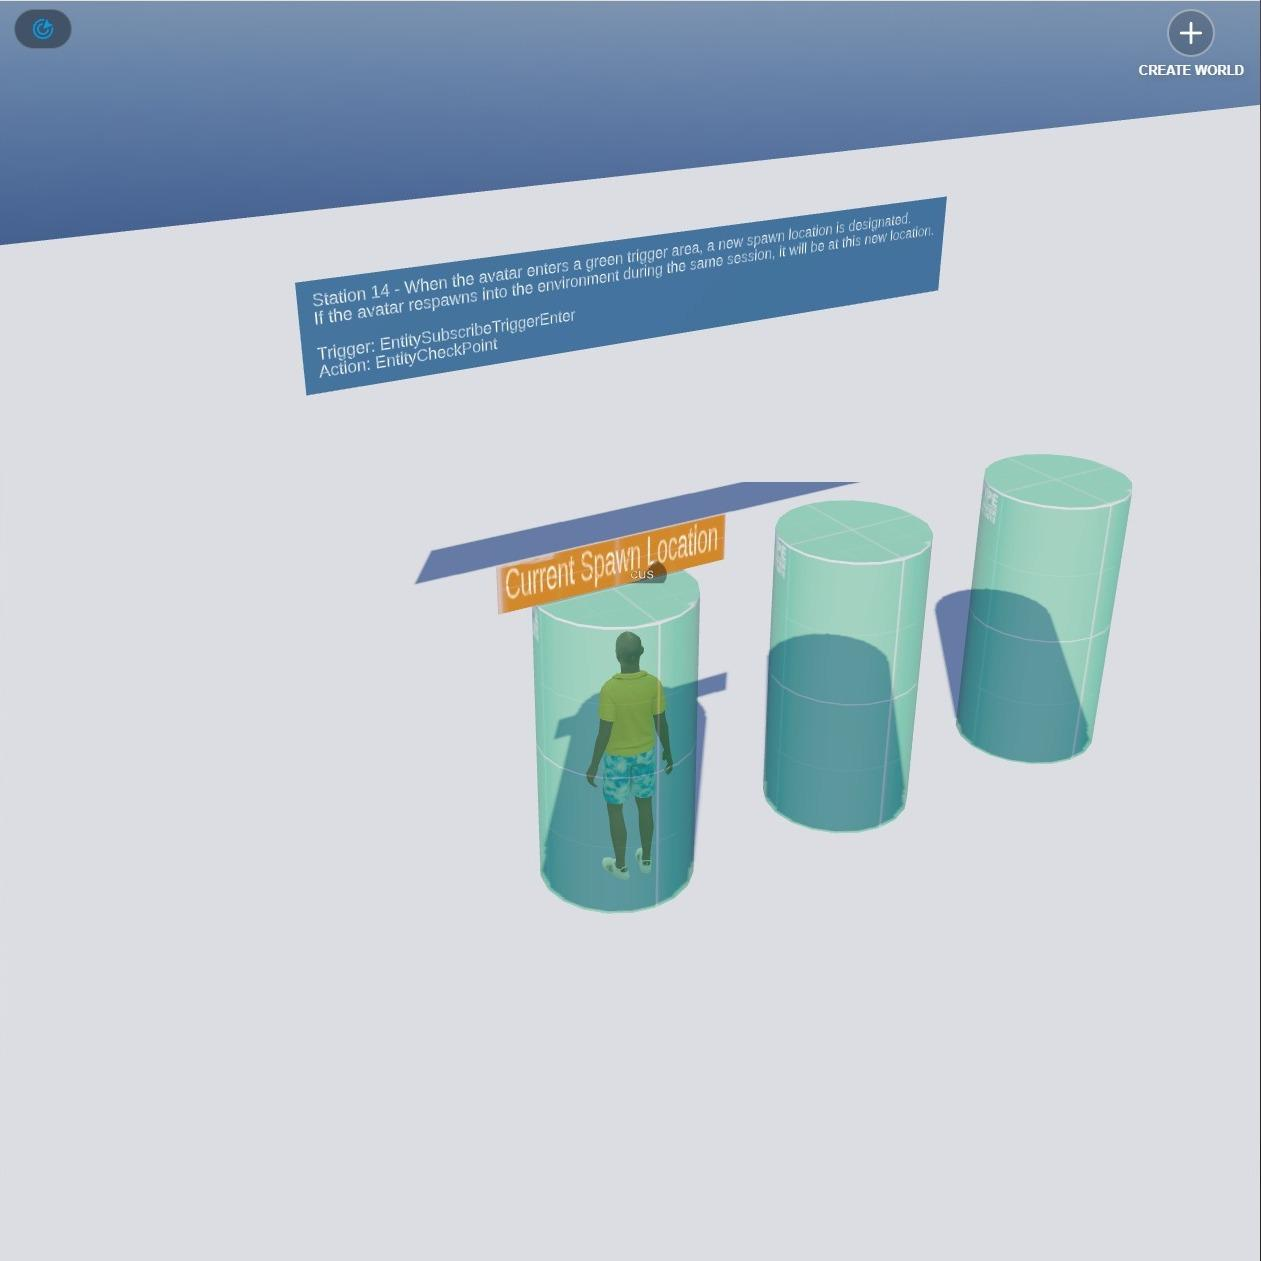 CREATE WORLD
Station 14 - When the avatar enters a green trigger area, a new spawn location is designated.
If the avatar respawns into the environment during the same session, it will be at this new location.
Trigger: EntitySubscribeTriggerEnter
Action: EntityCheckPoint
Current Spawn Location
cus